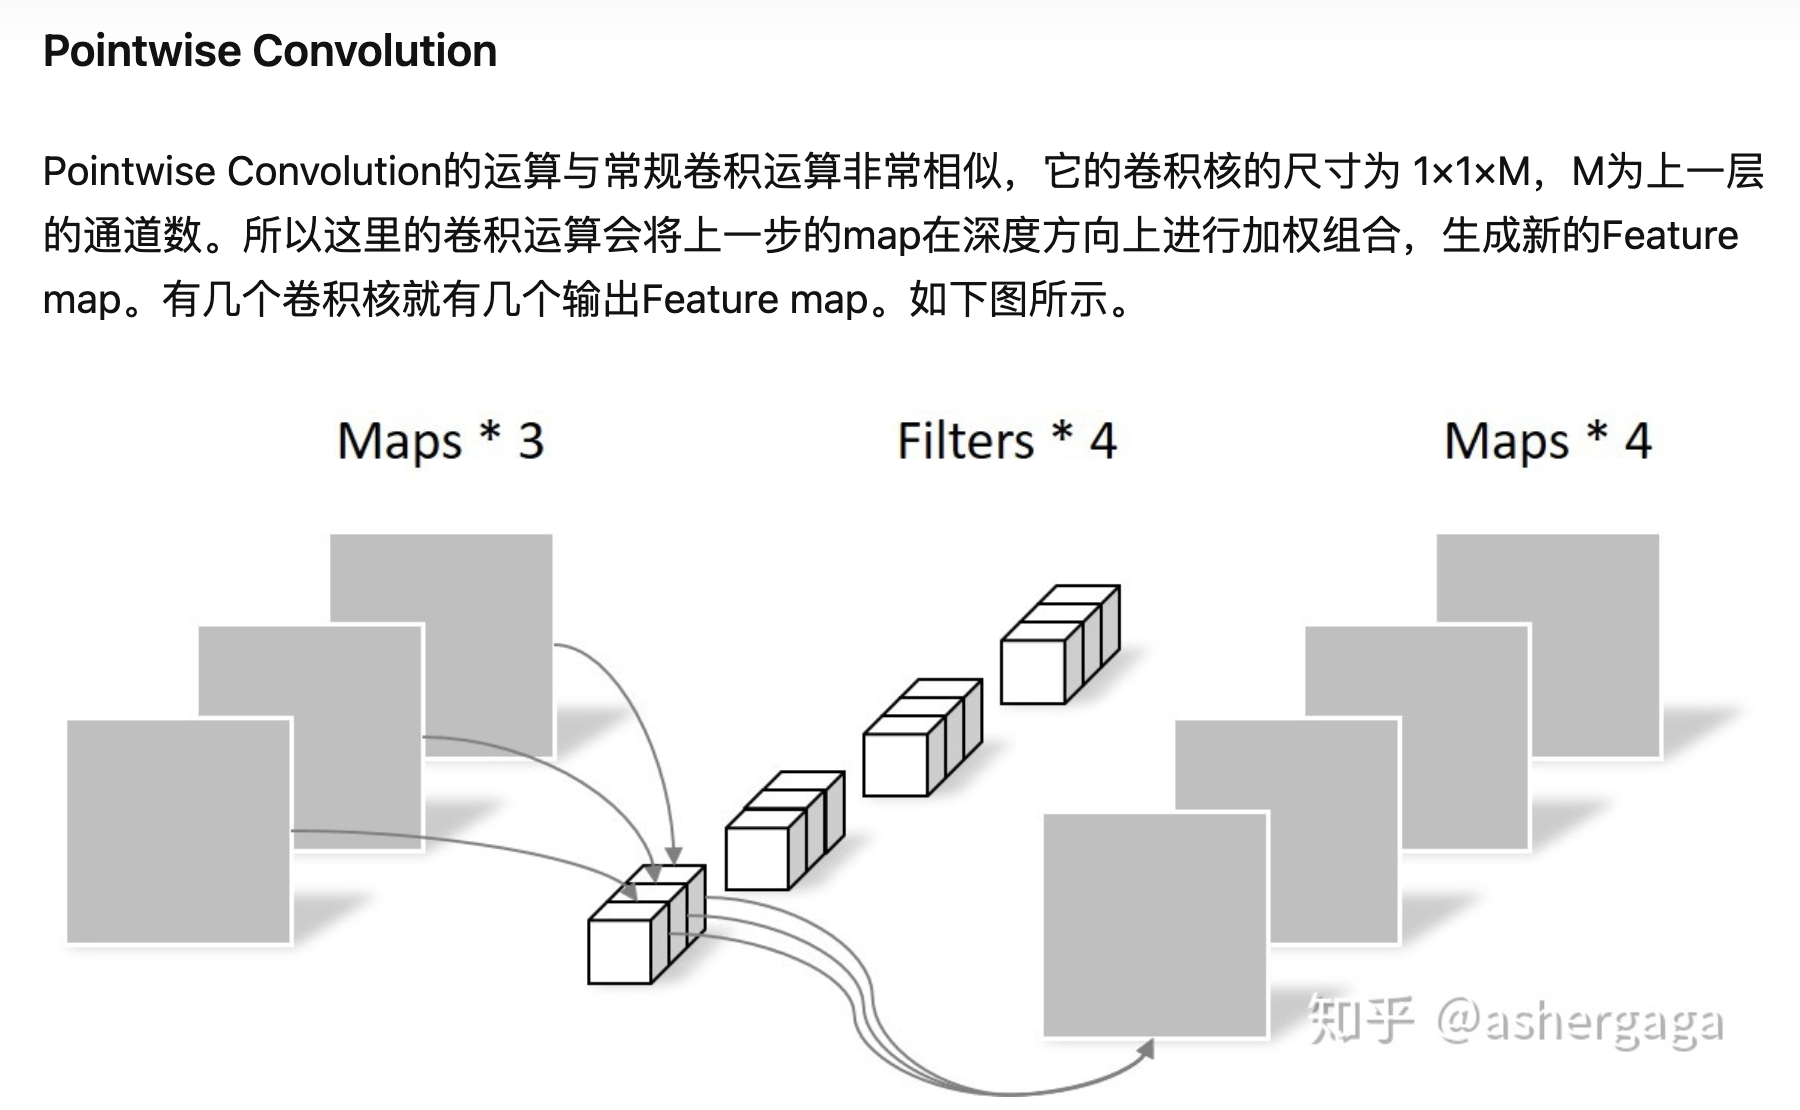 Pointwise Convolution
Pointwise Convolution的运算与常规卷积运算非常相似，它的卷积核的尺寸为 1×1×M，M为上一层
的通道数。所以这里的卷积运算会将上一步的map在深度方向上进行加权组合，生成新的Feature
map。有几个卷积核就有几个输出Feature map。如下图所示。
Maps * 3
Filters * 4
Maps * 4
知乎 @ashergaga